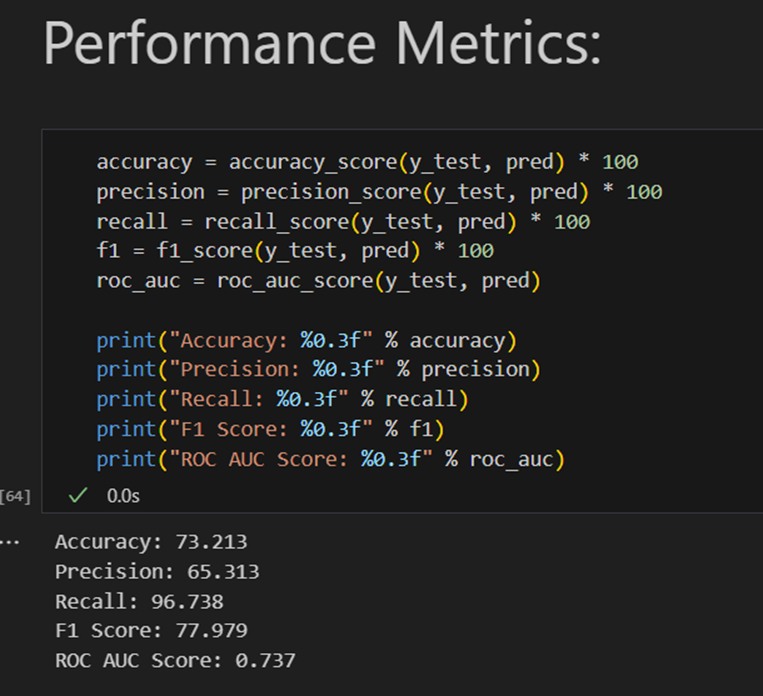 Performance Metrics:
accuracy = accuracy_score(y_test, pred) * 100
precision = precision_score(y_test, pred) * 100
recall = recall_score(y_test, pred) * 100
f1 = f1_score(y_test, pred) * 100
roc_auc = roc_auc_score(y_test, pred)
print("Accuracy: %0.3f" % accuracy)
print("Precision: %0.3f" % precision)
print("Recall: %0.3f" % recall)
print("F1 Score: %0.3f" % f1)
print("ROC AUC Score: %0.3f" % roc_auc)
[64] ✓ 0.0s
... Accuracy: 73.213
Precision: 65.313
Recall: 96.738
F1 Score: 77.979
ROC AUC Score: 0.737